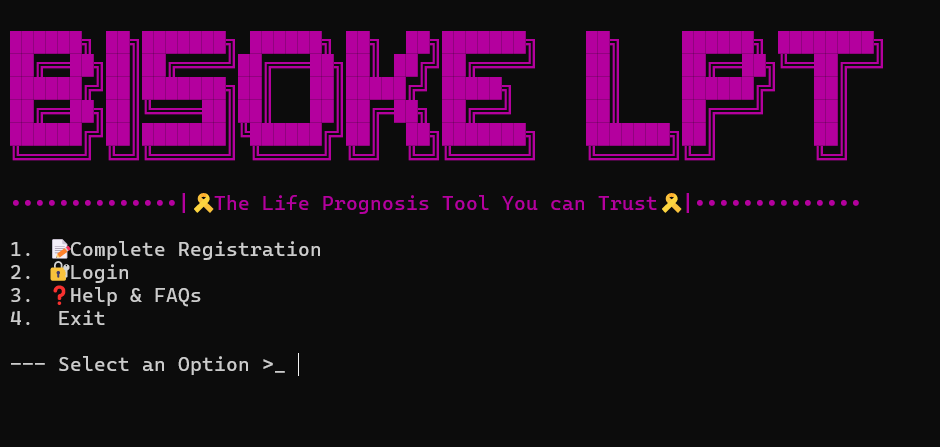 BISOKE LPT
••••••••••••••|🎗️The Life Prognosis Tool You can Trust🎗️|••••••••••••••
1. 📝Complete Registration
2. 🔐Login
3. ❓Help & FAQs
4. Exit
--- Select an Option >_